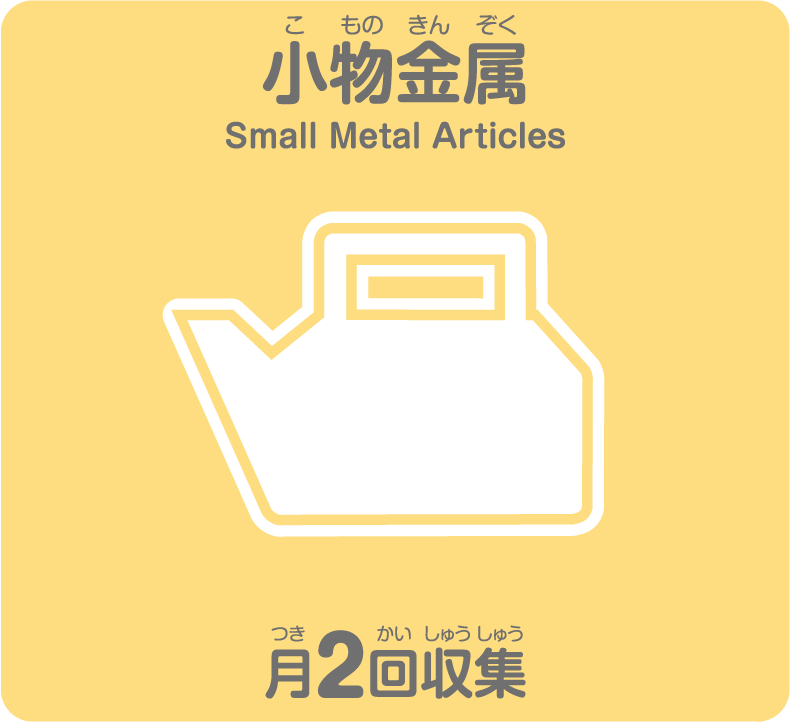 こ もの きん ぞく
小物金属
Small Metal Articles
つき かい しゅう しゅう
月2回収集